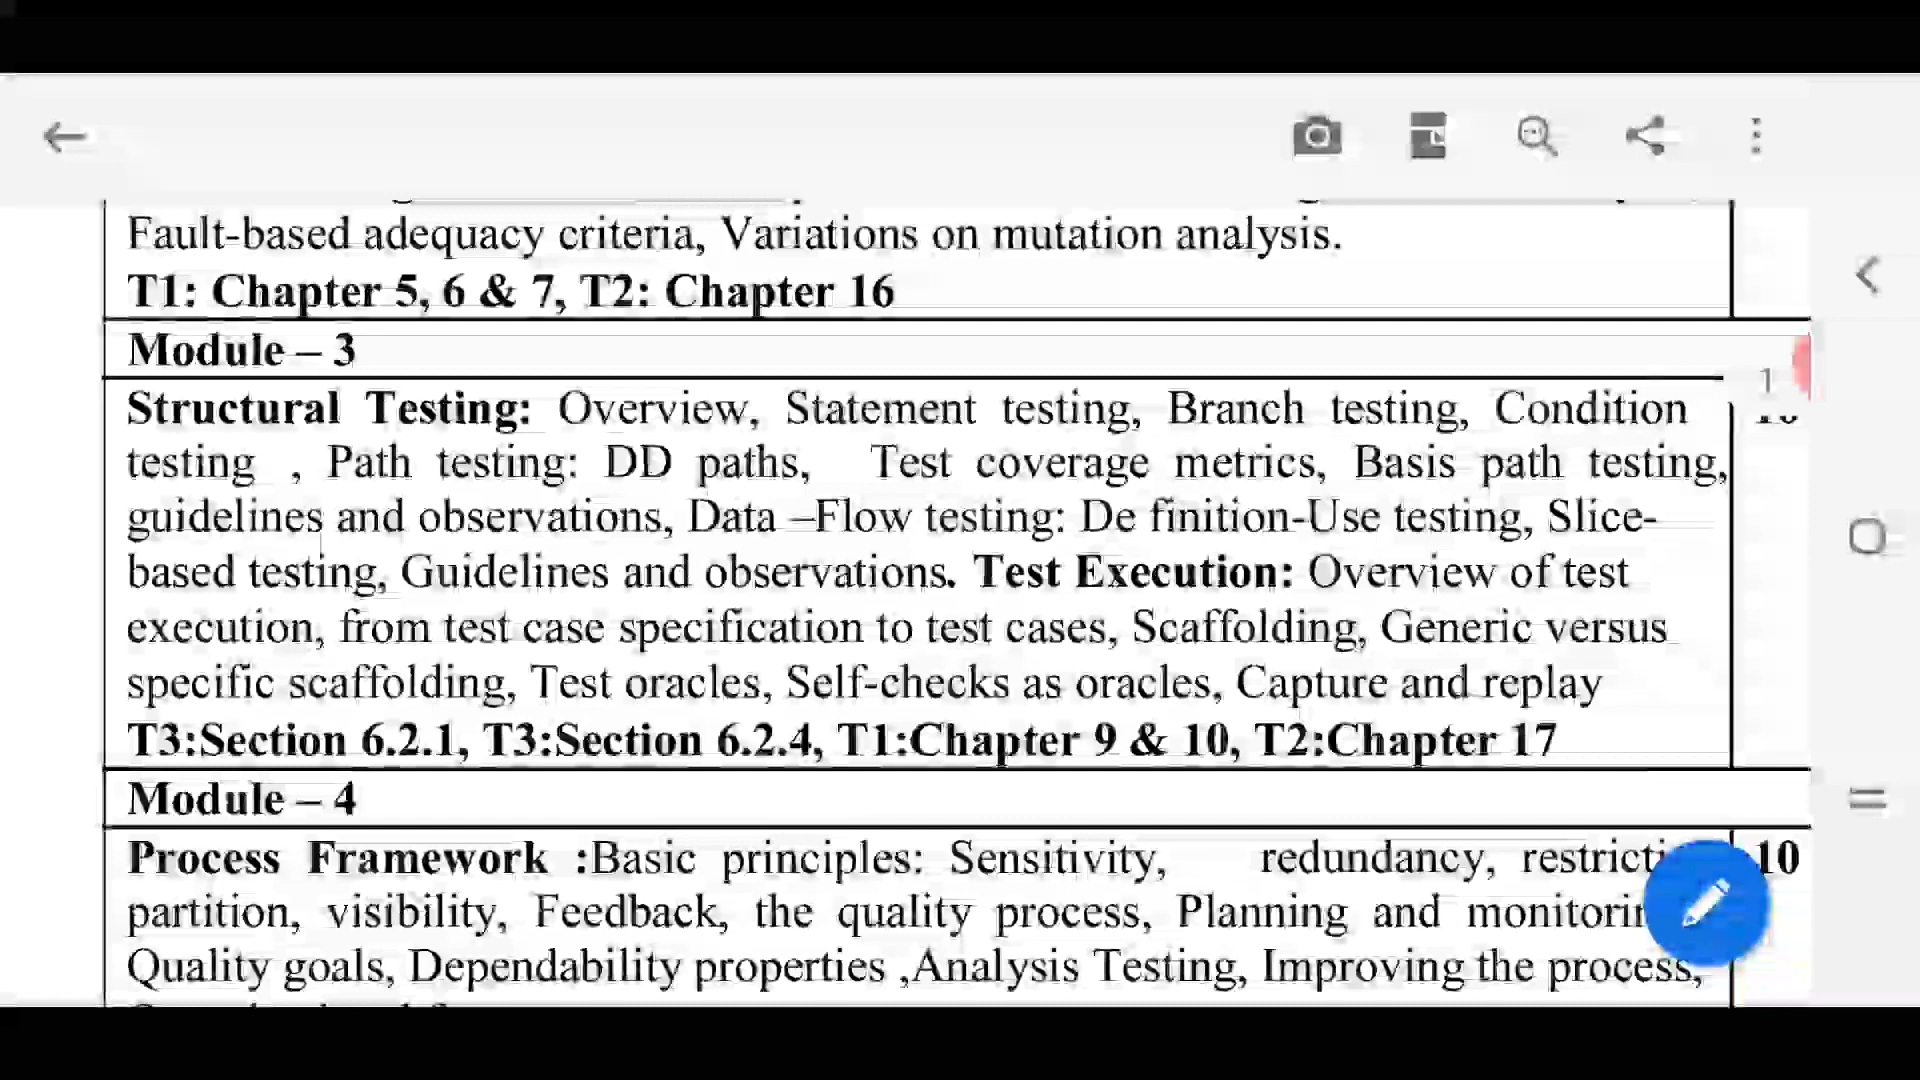 Fault-based adequacy criteria, Variations on mutation analysis.
T1: Chapter 5, 6 & 7, T2: Chapter 16
Module – 3
1
Structural Testing: Overview, Statement testing, Branch testing, Condition
testing , Path testing: DD paths, Test coverage metrics, Basis path testing,
guidelines and observations, Data –Flow testing: De finition-Use testing, Slice-
based testing, Guidelines and observations. Test Execution: Overview of test
execution, from test case specification to test cases, Scaffolding, Generic versus
specific scaffolding, Test oracles, Self-checks as oracles, Capture and replay
T3:Section 6.2.1, T3:Section 6.2.4, T1:Chapter 9 & 10, T2:Chapter 17
Module – 4
Process Framework :Basic principles: Sensitivity, redundancy, 10
partition, visibility, Feedback, the quality process, Planning and
Quality goals, Dependability properties ,Analysis Testing, Improving the process,